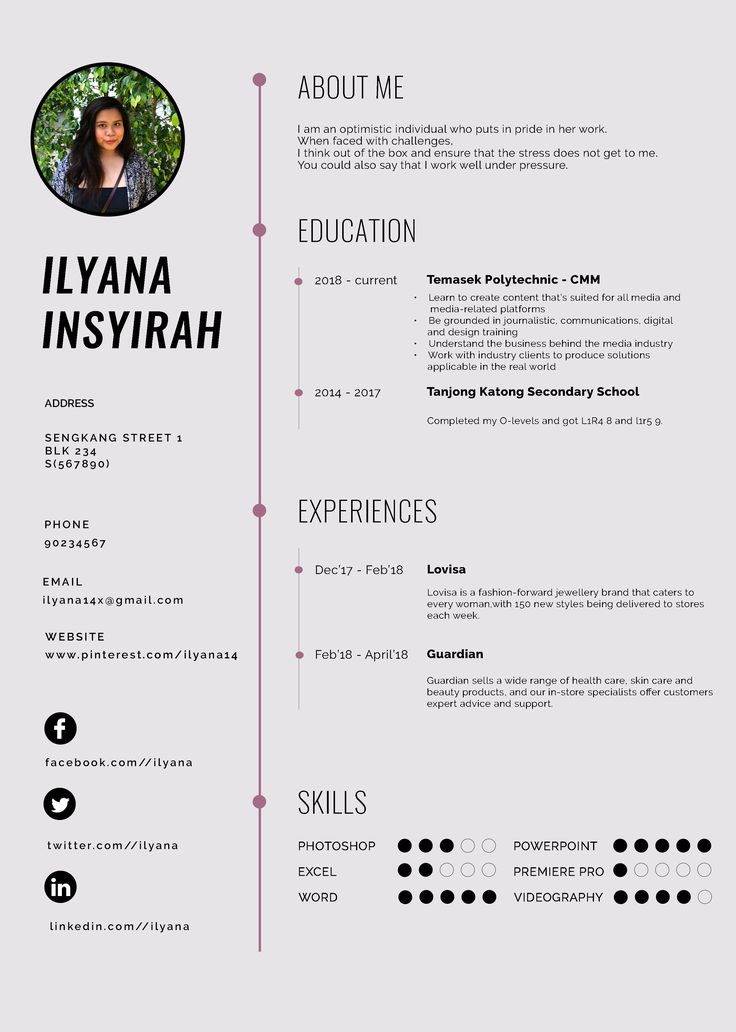 ILYANA
INSYIRAH
ADDRESS
SENGKANG STREET 1
BLK 234
S(567890)
PHONE
90234567
EMAIL
ilyana14x@gmail.com
WEBSITE
www.pinterest.com/ilyana14
facebook.com//ilyana
twitter.com//ilyana
linkedin.com//ilyana
ABOUT ME
I am an optimistic individual who puts in pride in her work.
When faced with challenges,
I think out of the box and ensure that the stress does not get to me.
You could also say that I work well under pressure.
EDUCATION
2018 - current Temasek Polytechnic - CMM
• Learn to create content that's suited for all media and
media-related platforms
• Be grounded in journalistic, communications, digital
and design training
• Understand the business behind the media industry
• Work with industry clients to produce solutions
applicable in the real world
2014 - 2017 Tanjong Katong Secondary School
Completed my O-levels and got L1R4 8 and l1r5 9.
EXPERIENCES
Dec'17 - Feb'18 Lovisa
Lovisa is a fashion-forward jewellery brand that caters to
every woman,with 150 new styles being delivered to stores
each week.
Feb'18 - April'18 Guardian
Guardian sells a wide range of health care, skin care and
beauty products, and our in-store specialists offer customers
expert advice and support.
SKILLS
PHOTOSHOP POWERPOINT
EXCEL PREMIERE PRO
WORD VIDEOGRAPHY